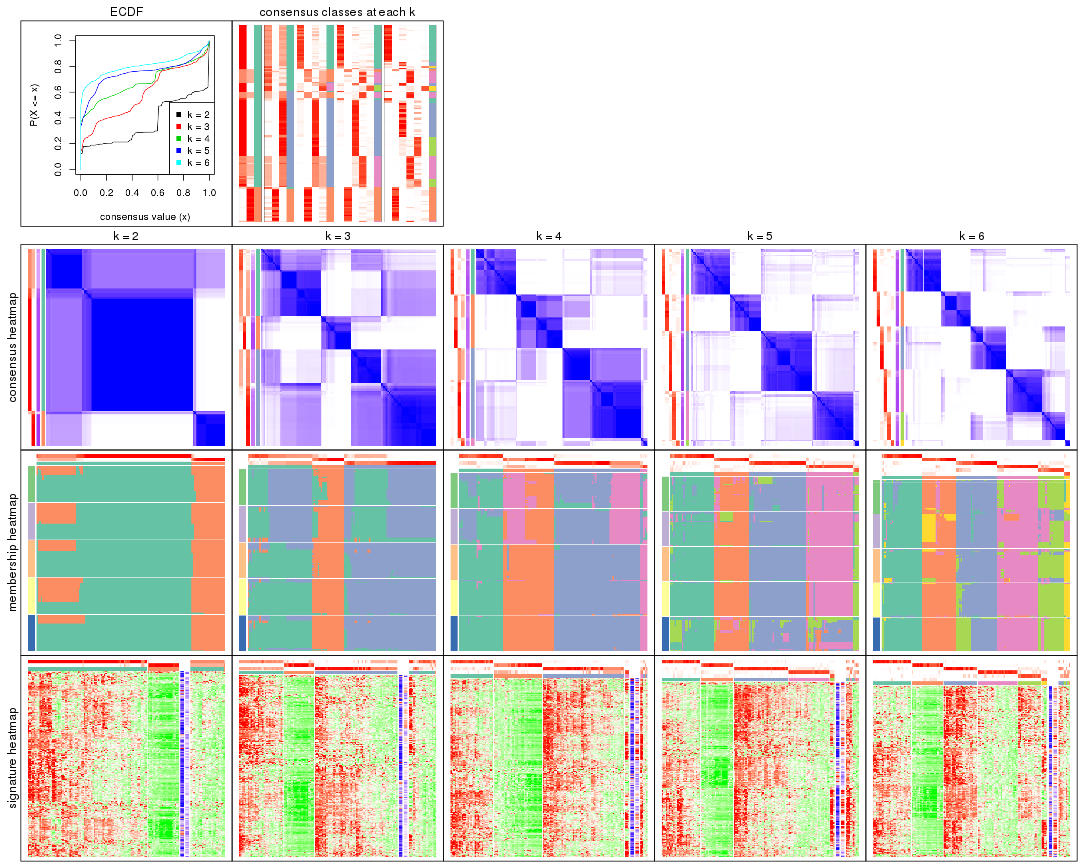 ECDF
consensus classes at each k
P(X <= x)
1.0
0.8
0.6
0.4
0.2
0.0
k = 2
k = 3
k = 4
k = 5
k = 6
0.0 0.2 0.4 0.6 0.8 1.0
consensus value (x)
k = 2
k = 3
k = 4
k = 5
k = 6
consensus heatmap
membership heatmap
signature heatmap